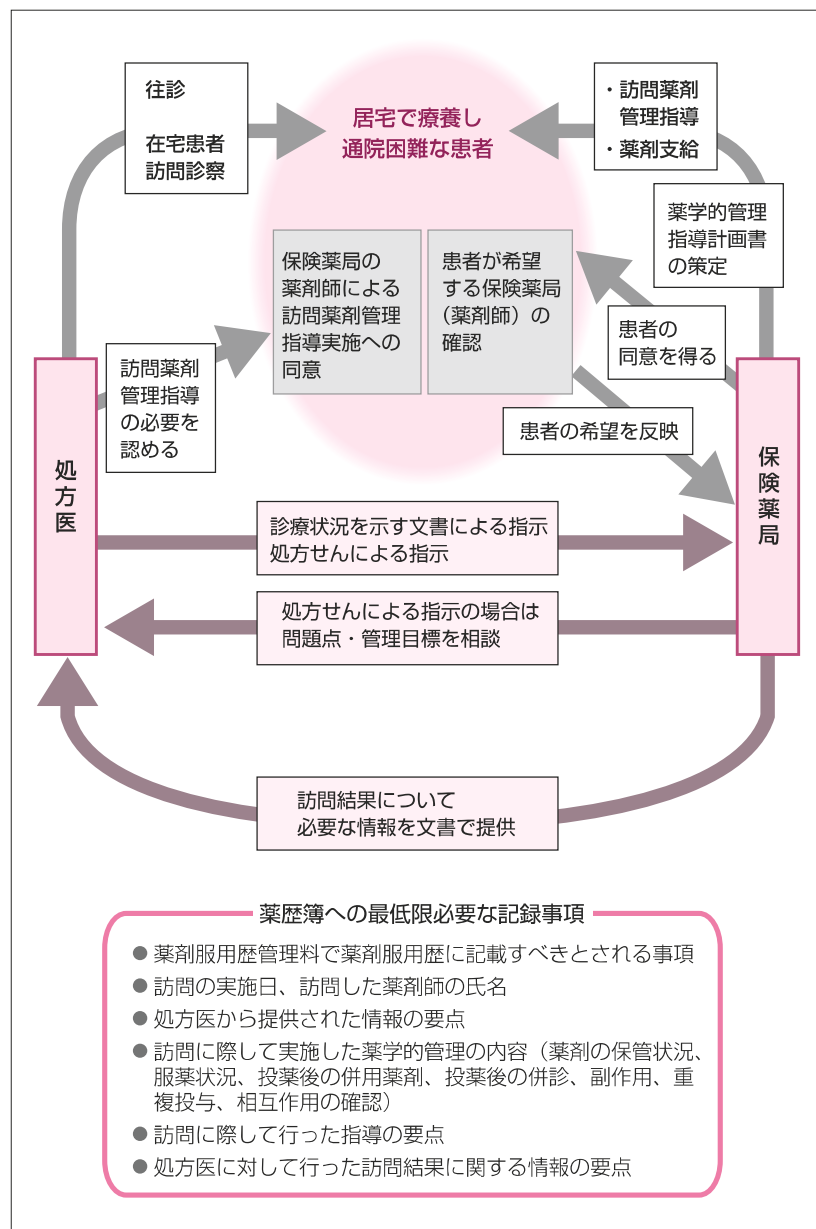 往診
在宅患者
訪問診察
居宅で療養し
通院困難な患者
・訪問薬剤
管理指導
・薬剤支給
薬学的管理
指導計画書
の策定
保険薬局の
薬剤師による
訪問薬剤管理
指導実施への
同意
患者が希望
する保険薬局
（薬剤師）の
確認
患者の
同意を得る
訪問薬剤
管理指導
の必要を
認める
患者の希望を反映
処方医
保険薬局
診療状況を示す文書による指示
処方せんによる指示
処方せんによる指示の場合は
問題点・管理目標を相談
訪問結果について
必要な情報を文書で提供
薬歴簿への最低限必要な記録事項
● 薬剤服用歴管理料で薬剤服用歴に記載すべきとされる事項
● 訪問の実施日、訪問した薬剤師の氏名
● 処方医から提供された情報の要点
● 訪問に際して実施した薬学的管理の内容（薬剤の保管状況、
服薬状況、投薬後の併用薬剤、投薬後の併診、副作用、重
複投与、相互作用の確認）
● 訪問に際して行った指導の要点
● 処方医に対して行った訪問結果に関する情報の要点